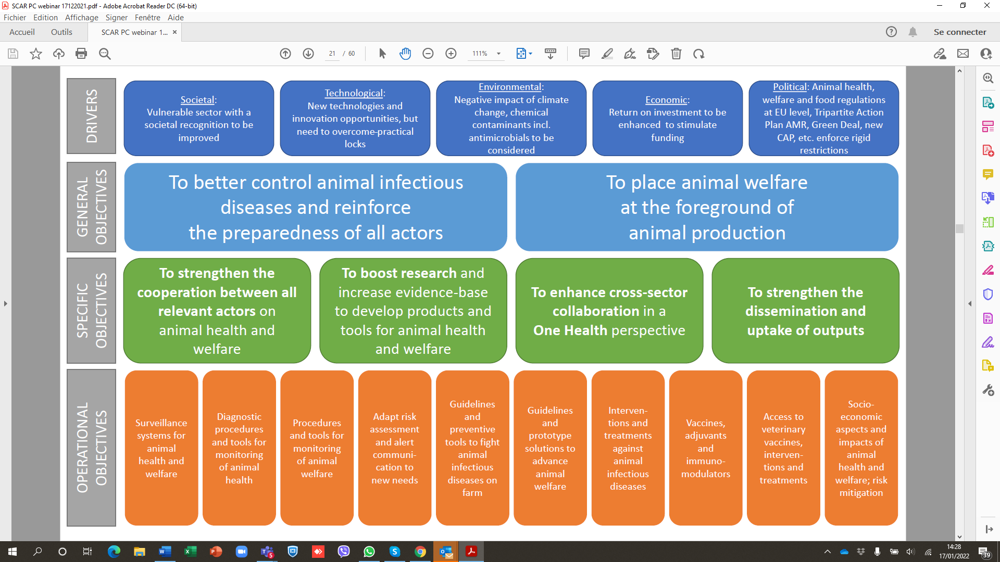 SCAR PC webinar 17122021.pdf - Adobe Acrobat Reader DC (64-bit)
Fichier Edition Affichage Signer Fenêtre Aide
Accueil Outils SCAR PC webinar 1... × Se connecter
21 / 60 111%
DRIVERS
Societal:
Vulnerable sector with a
societal recognition to be
improved
Technological:
New technologies and
innovation opportunities, but
need to overcome-practical
locks
Environmental:
Negative impact of climate
change, chemical
contaminants incl.
antimicrobials to be
considered
Economic:
Return on investment to be
enhanced to stimulate
funding
Political: Animal health,
welfare and food regulations
at EU level, Tripartite Action
Plan AMR, Green Deal, new
CAP, etc. enforce rigid
restrictions
GENERAL
OBJECTIVES
To better control animal infectious
diseases and reinforce
the preparedness of all actors
To place animal welfare
at the foreground of
animal production
SPECIFIC
OBJECTIVES
To strengthen the
cooperation between all
relevant actors on
animal health and
welfare
To boost research and
increase evidence-base
to develop products and
tools for animal health
and welfare
To enhance cross-sector
collaboration in a
One Health perspective
To strengthen the
dissemination and
uptake of outputs
OPERATIONAL
OBJECTIVES
Surveillance
systems for
animal
health and
welfare
Diagnostic
procedures
and tools for
monitoring
of animal
health
Procedures
and tools for
monitoring
of animal
welfare
Adapt risk
assessment
and alert
communi-
cation to
new needs
Guidelines
and
preventive
tools to fight
animal
infectious
diseases on
farm
Guidelines
and
prototype
solutions to
advance
animal
welfare
Interven-
tions and
treatments
against
animal
infectious
diseases
Vaccines,
adjuvants
and
immuno-
modulators
Access to
veterinary
vaccines,
interven-
tions and
treatments
Socio-
economic
aspects and
impacts of
animal
health and
welfare; risk
mitigation
14:28
17/01/2022
39